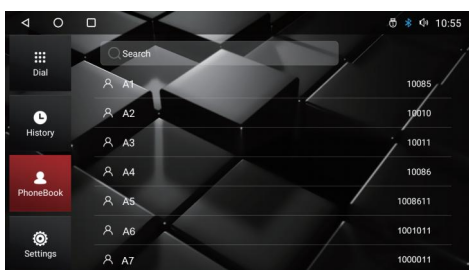 10:55
Search
Dial
A1 10085
A2 10010
History
A3 10011
A4 10086
PhoneBook
A5 1008611
A6 1001011
Settings
A7 1000011